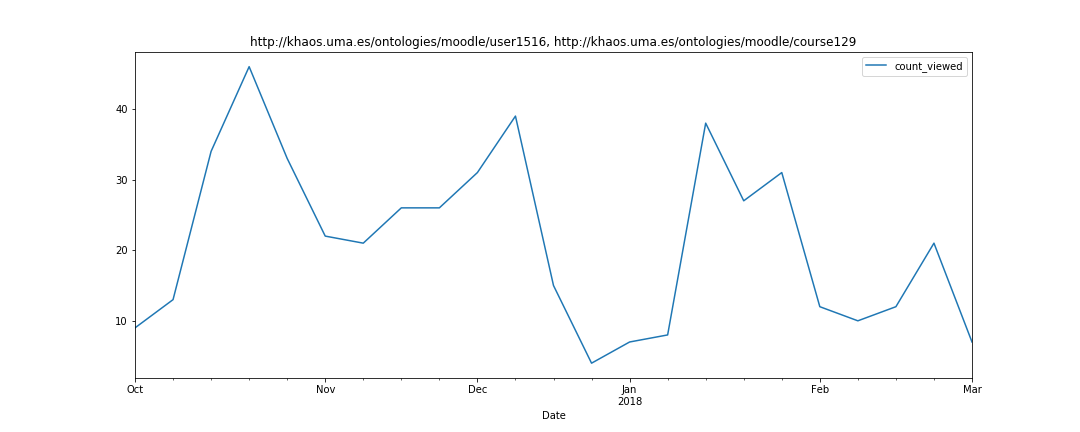 http://khaos.uma.es/ontologies/moodle/user1516, http://khaos.uma.es/ontologies/moodle/course129
count_viewed
40
30
20
10
Oct Nov Dec Jan Feb Mar
2018
Date